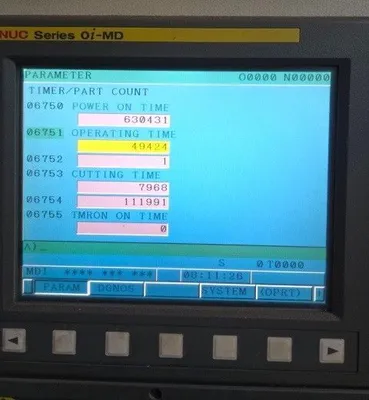 NUC Series 0i-MD
PARAMETER O0000 N00000
TIMER/PART COUNT
06750 POWER ON TIME
630431
06751 OPERATING TIME
49424
06752
1
06753 CUTTING TIME
7968
06754
111991
06755 TMRON ON TIME
0
A)_
S 0 T0000
MDI **** *** *** 08:11:26
PARAM DGNOS SYSTEM (OPRT) +